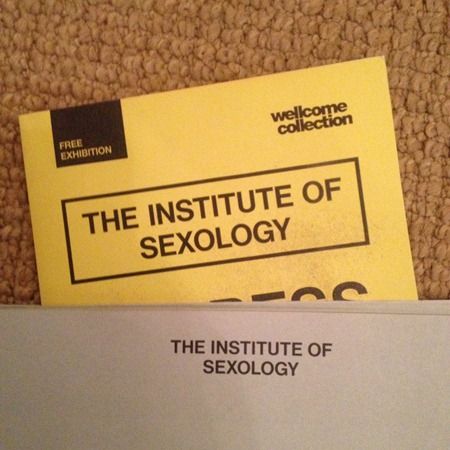 FREE
EXHIBITION
wellcome
collection
THE INSTITUTE OF
SEXOLOGY
THE INSTITUTE OF
SEXOLOGY